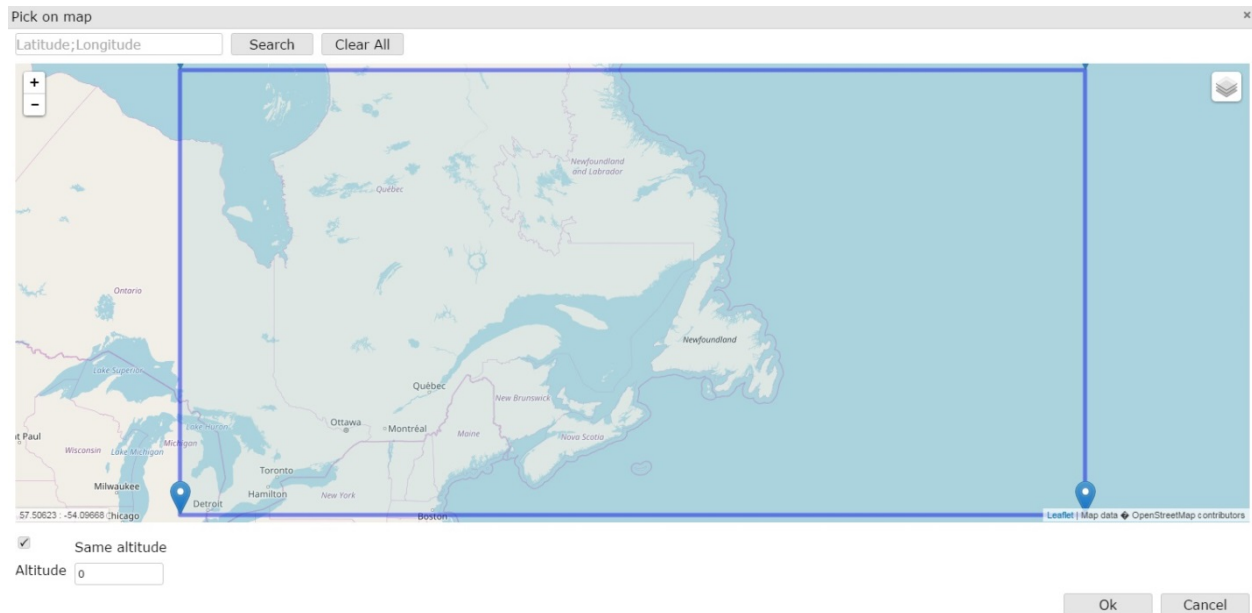 Pick on map
×
Latitude;Longitude Search Clear All
+
−
Newfoundland
and Labrador
Québec
Ontario
Newfoundland
Lake Superior
Québec
New Brunswick
Ottawa
Montréal
Maine
Nova Scotia
t Paul
Wisconsin
Lake Michigan
Michigan
Lake Huron
Toronto
Milwaukee
Hamilton
New York
Detroit
57.50623 : -54.09668 Chicago
Boston
Leaflet | Map data � OpenStreetMap contributors
✓ Same altitude
Altitude 0
Ok Cancel